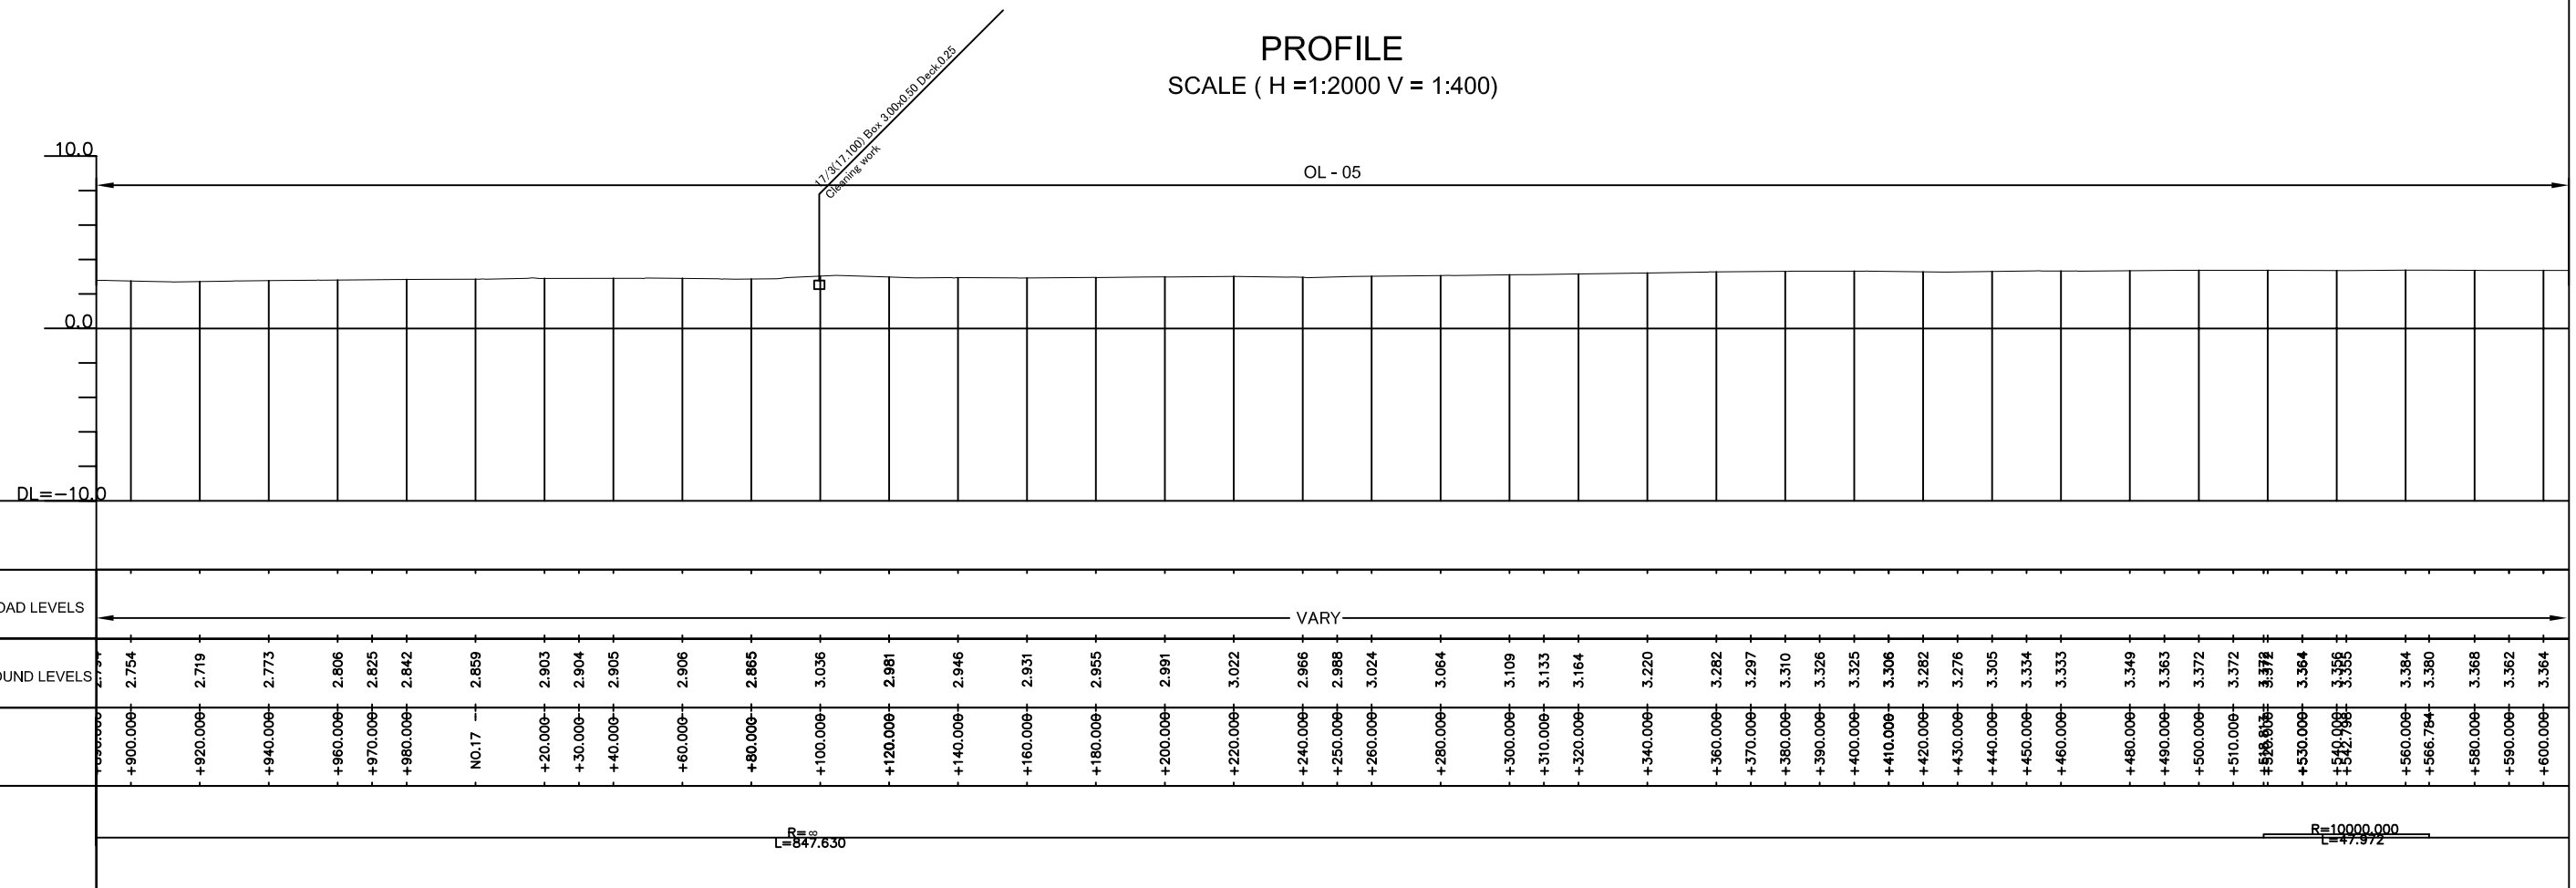 PROFILE
SCALE ( H =1:2000 V = 1:400)
17/3(17.100) Box 3.00x0.50 Deck.0.25
Cleaning work
10.0
OL - 05
0.0
DL=-10.0
OAD LEVELS
VARY
OUND LEVELS
2.754 2.719 2.773 2.806 2.825 2.842 2.859 2.903 2.904 2.905 2.906 2.865 3.036 2.981 2.946 2.931 2.955 2.991 3.022 2.966 2.988 3.024 3.064 3.109 3.133 3.164 3.220 3.282 3.297 3.310 3.326 3.325 3.306 3.282 3.276 3.305 3.334 3.333 3.349 3.363 3.372 3.372 3.372 3.364 3.356 3.355 3.384 3.380 3.368 3.362 3.364
+900.000 +920.000 +940.000 +960.000 +970.000 +980.000 NO.17 +20.000 +30.000 +40.000 +60.000 +80.000 +100.000 +120.000 +140.000 +160.000 +180.000 +200.000 +220.000 +240.000 +250.000 +260.000 +280.000 +300.000 +310.000 +320.000 +340.000 +360.000 +370.000 +380.000 +390.000 +400.000 +410.000 +420.000 +430.000 +440.000 +450.000 +460.000 +480.000 +490.000 +500.000 +510.000 +520.000 +530.000 +540.000 +542.798 +560.000 +566.784 +580.000 +590.000 +600.000
R=∞
L=847.630
R=10000.000
L=47.972